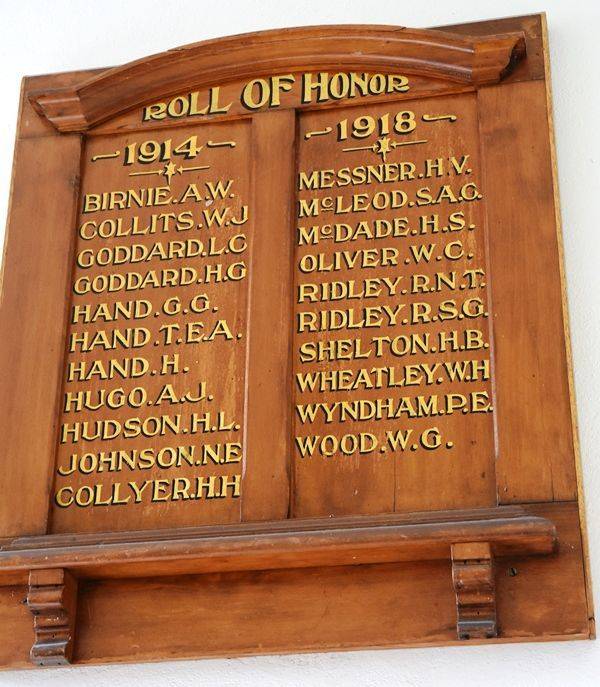 ROLL OF HONOR
1914
BIRNIE.A.W.
COLLITS.W.J
GODDARD.L.C
GODDARD.H.G
HAND.G.G.
HAND.T.E.A.
HAND.H.
HUGO.A.J.
HUDSON.H.L.
JOHNSON.N.E
COLLYER.H.H
1918
MESSNER.H.V.
McLEOD.S.A.G.
McDADE.H.S.
OLIVER.W.C.
RIDLEY.R.N.T.
RIDLEY.R.S.G.
SHELTON.H.B.
WHEATLEY.W.H
WYNDHAM.P.E.
WOOD.W.G.